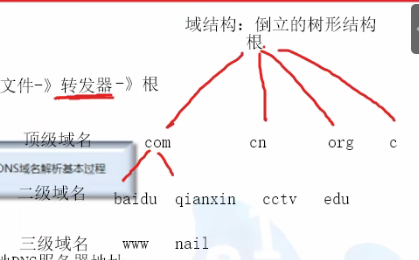 域结构：倒立的树形结构
根.
文件-》转发器-》根
顶级域名 com cn org c
DNS域名解析基本过程
二级域名 baidu qianxin cctv edu
三级域名 www nail
DNS服务器地址